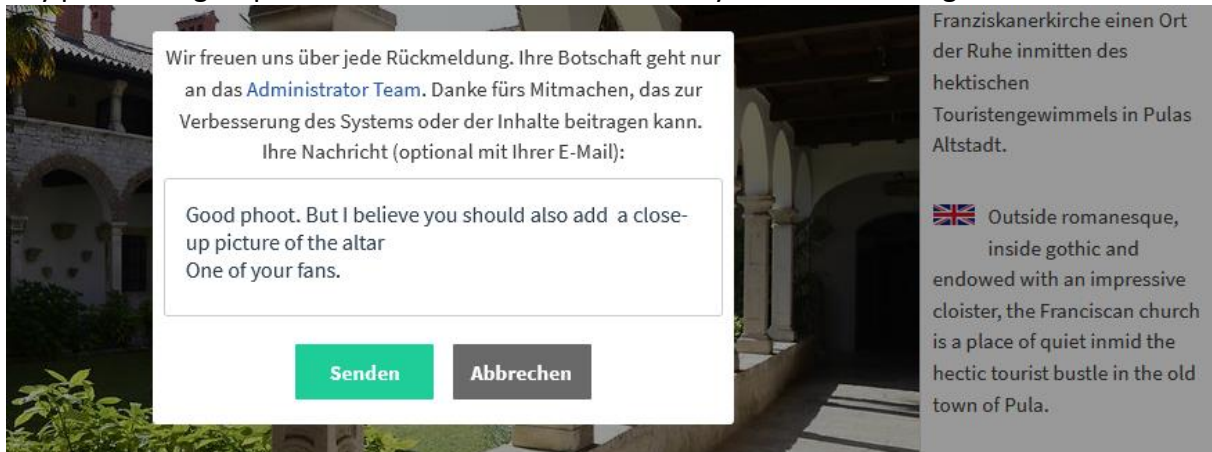 Wir freuen uns über jede Rückmeldung. Ihre Botschaft geht nur
an das Administrator Team. Danke fürs Mitmachen, das zur
Verbesserung des Systems oder der Inhalte beitragen kann.
Ihre Nachricht (optional mit Ihrer E-Mail):
Good phoot. But I believe you should also add  a close-
up picture of the altar
One of your fans.
Senden
Abbrechen
Franziskanerkirche einen Ort
der Ruhe inmitten des
hektischen
Touristengewimmels in Pulas
Altstadt.
Outside romanesque,
inside gothic and
endowed with an impressive
cloister, the Franciscan church
is a place of quiet inmid the
hectic tourist bustle in the old
town of Pula.